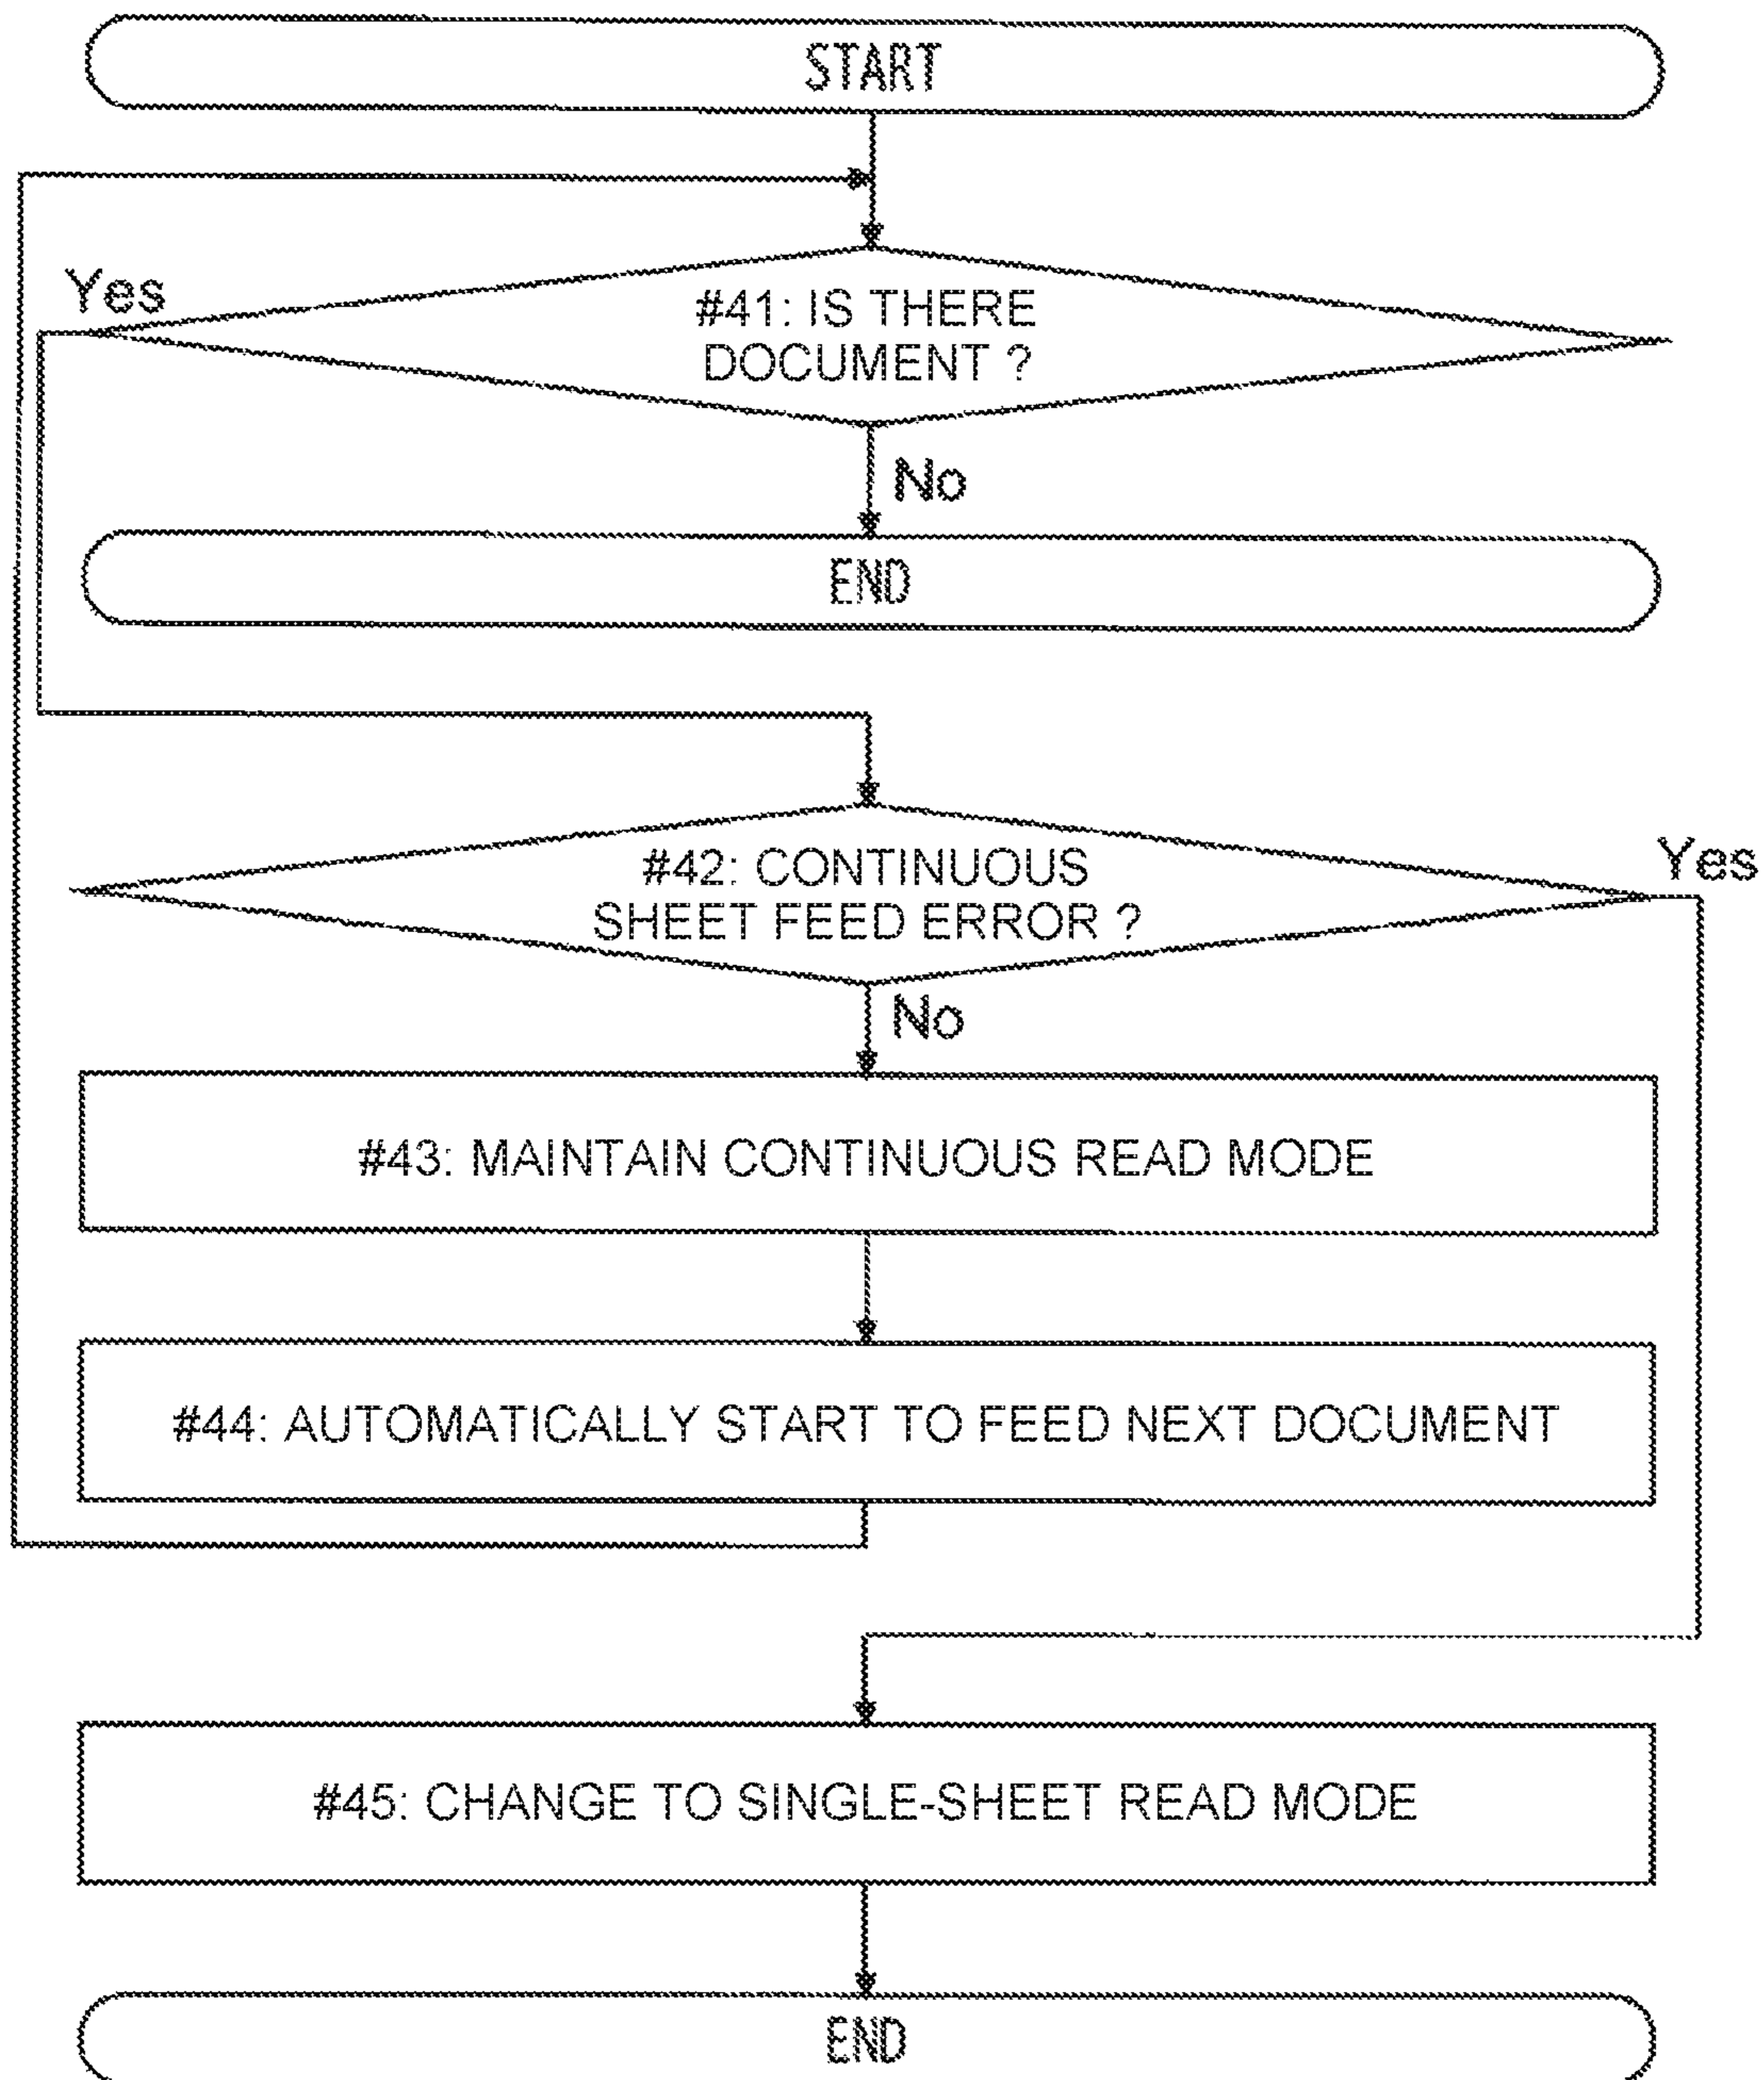 START
Yes
#41: IS THERE
DOCUMENT ?
No
END
#42: CONTINUOUS
SHEET FEED ERROR ?
Yes
No
#43: MAINTAIN CONTINUOUS READ MODE
#44: AUTOMATICALLY START TO FEED NEXT DOCUMENT
#45: CHANGE TO SINGLE-SHEET READ MODE
END